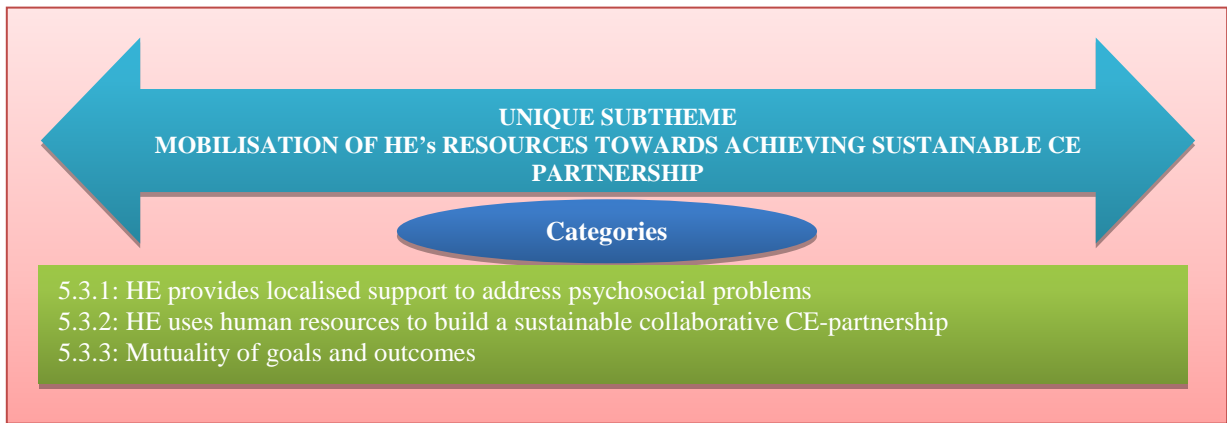 UNIQUE SUBTHEME
MOBILISATION OF HE's RESOURCES TOWARDS ACHIEVING SUSTAINABLE CE
PARTNERSHIP
Categories
5.3.1: HE provides localised support to address psychosocial problems
5.3.2: HE uses human resources to build a sustainable collaborative CE-partnership
5.3.3: Mutuality of goals and outcomes